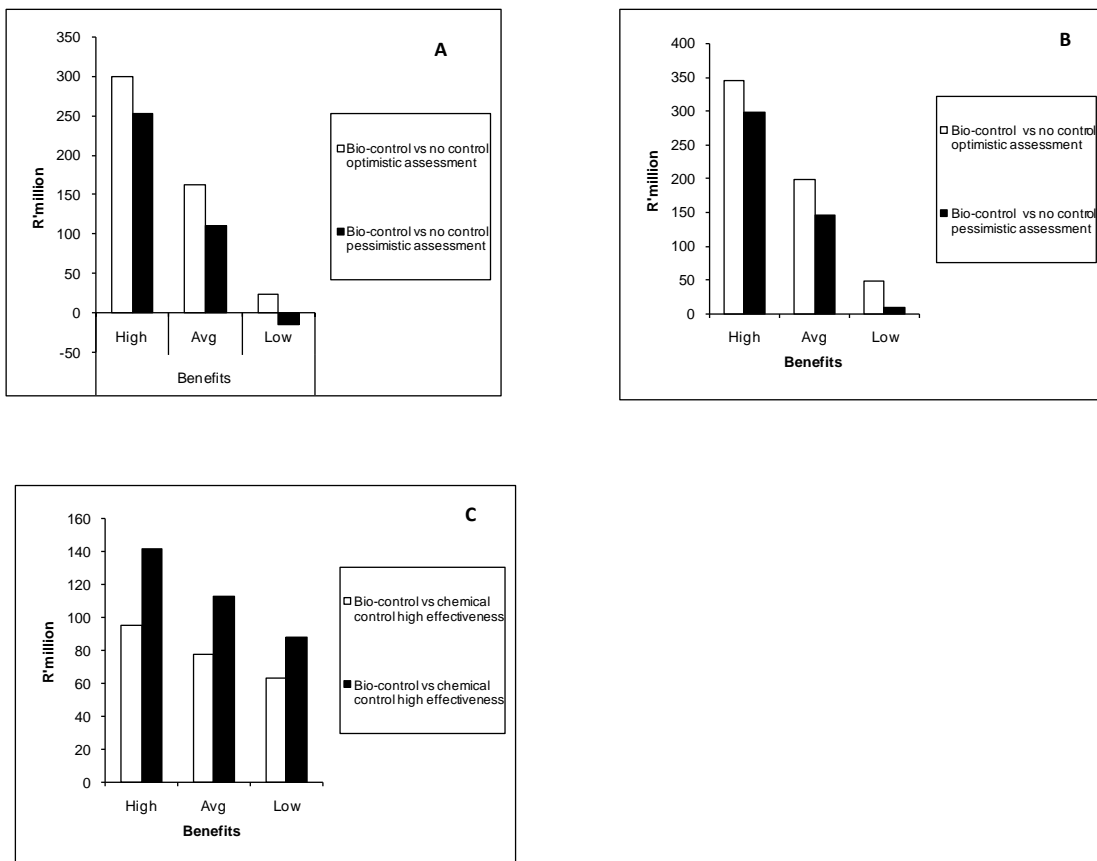 A
350
300
250
200
150
100
50
0
-50
R'million
High Avg Low
Benefits
Bio-control vs no control
optimistic assessment
Bio-control vs no control
pessimistic assessment
B
400
350
300
250
200
150
100
50
0
R'million
High Avg Low
Benefits
Bio-control vs no control
optimistic assessment
Bio-control vs no control
pessimistic assessment
C
160
140
120
100
80
60
40
20
0
R'million
High Avg Low
Benefits
Bio-control vs chemical
control high effectiveness
Bio-control vs chemical
control high effectiveness